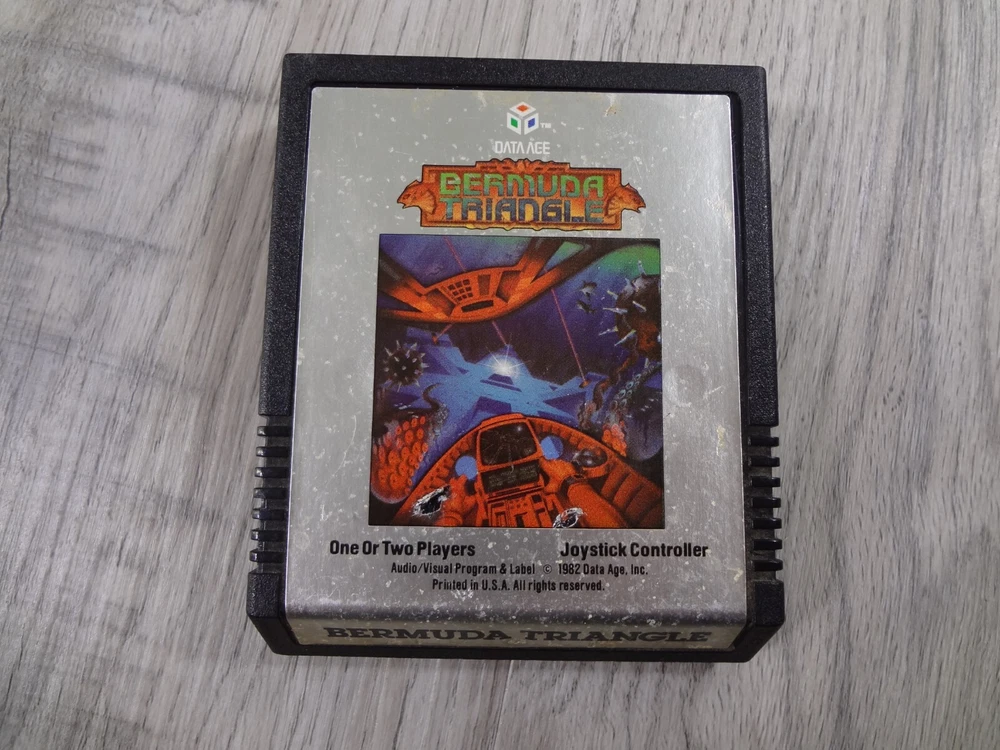 TM
DATA AGE
BERMUDA
TRIANGLE
One Or Two Players Joystick Controller
Audio/Visual Program & Label © 1982 Data Age, Inc.
Printed in U.S.A. All rights reserved.
BERMUDA TRIANGLE